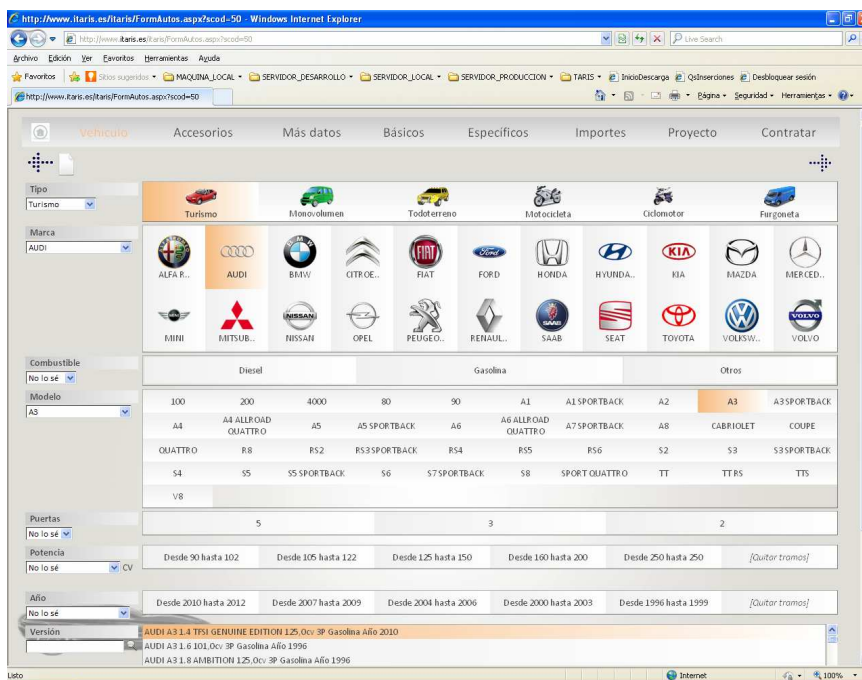 http://www.itaris.es/itaris/FormAutos.aspx?scod=50 - Windows Internet Explorer
http://www.itaris.es/itaris/FormAutos.aspx?scod=50 Live Search
Archivo Edición Ver Favoritos Herramientas Ayuda
Favoritos Sitios sugeridos MAQUINA_LOCAL SERVIDOR_DESARROLLO SERVIDOR_LOCAL SERVIDOR_PRODUCCION TARIS InicioDescarga QsInserciones Desbloquear sesión
http://www.itaris.es/itaris/FormAutos.aspx?scod=50 Página Seguridad Herramientas
Vehículo Accesorios Más datos Básicos Específicos Importes Proyecto Contratar
Tipo
Turismo
Turismo Monovolumen Todoterreno Motocicleta Ciclomotor Furgoneta
Marca
AUDI
FIAT Ford KIA
ALFA R.. AUDI BMW CITROE.. FIAT FORD HONDA HYUNDA.. KIA MAZDA MERCED..
NISSAN SAAB VOLVO
MINI MITSUB.. NISSAN OPEL PEUGEO.. RENAUL.. SAAB SEAT TOYOTA VOLKSW.. VOLVO
Combustible
No lo sé
Diesel Gasolina Otros
Modelo
A3
100 200 4000 80 90 A1 A1 SPORTBACK A2 A3 A3 SPORTBACK
A4 A4 ALLROAD QUATTRO A5 A5 SPORTBACK A6 A6 ALLROAD QUATTRO A7 SPORTBACK A8 CABRIOLET COUPE
QUATTRO R8 RS2 RS3 SPORTBACK RS4 RS5 RS6 S2 S3 S3 SPORTBACK
S4 S5 S5 SPORTBACK S6 S7 SPORTBACK S8 SPORT QUATTRO TT TT RS TTS
V8
Puertas
No lo sé
5 3 2
Potencia
No lo sé CV
Desde 90 hasta 102 Desde 105 hasta 122 Desde 125 hasta 150 Desde 160 hasta 200 Desde 250 hasta 250 [Quitar tramos]
Año
No lo sé
Desde 2010 hasta 2012 Desde 2007 hasta 2009 Desde 2004 hasta 2006 Desde 2000 hasta 2003 Desde 1996 hasta 1999 [Quitar tramos]
Versión
AUDI A3 1.4 TFSI GENUINE EDITION 125,0cv 3P Gasolina Año 2010
AUDI A3 1.6 101,0cv 3P Gasolina Año 1996
AUDI A3 1.8 AMBITION 125,0cv 3P Gasolina Año 1996
Listo Internet 100%